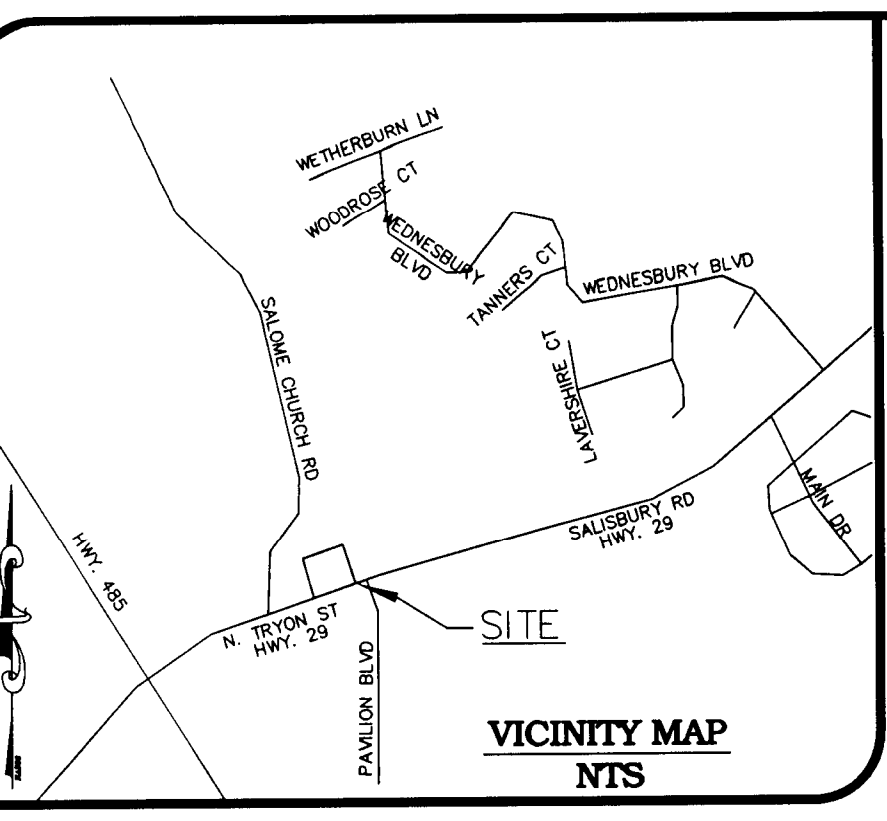 WETHERBURN LN
WOODROSE CT
WEDNESBURY
BLVD
TANNERS CT
WEDNESBURY BLVD
SALOME CHURCH RD
LAVERSHIRE CT
MAIN DR
SALISBURY RD
HWY. 29
HWY. 485
N. TRYON ST
HWY. 29
SITE
PAVILION BLVD
VICINITY MAP
NTS